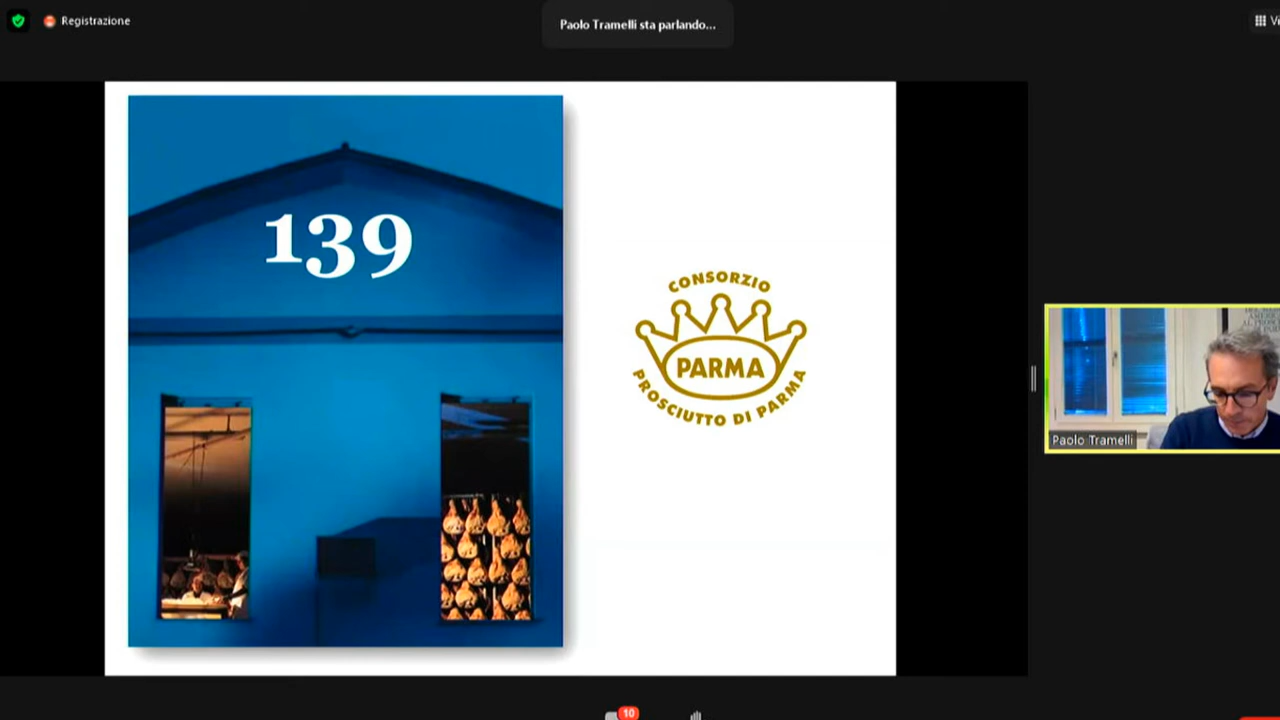 Registrazione
Paolo Tramelli sta parlando...
139
CONSORZIO
PARMA
PROSCIUTTO DI PARMA
Paolo Tramelli
10